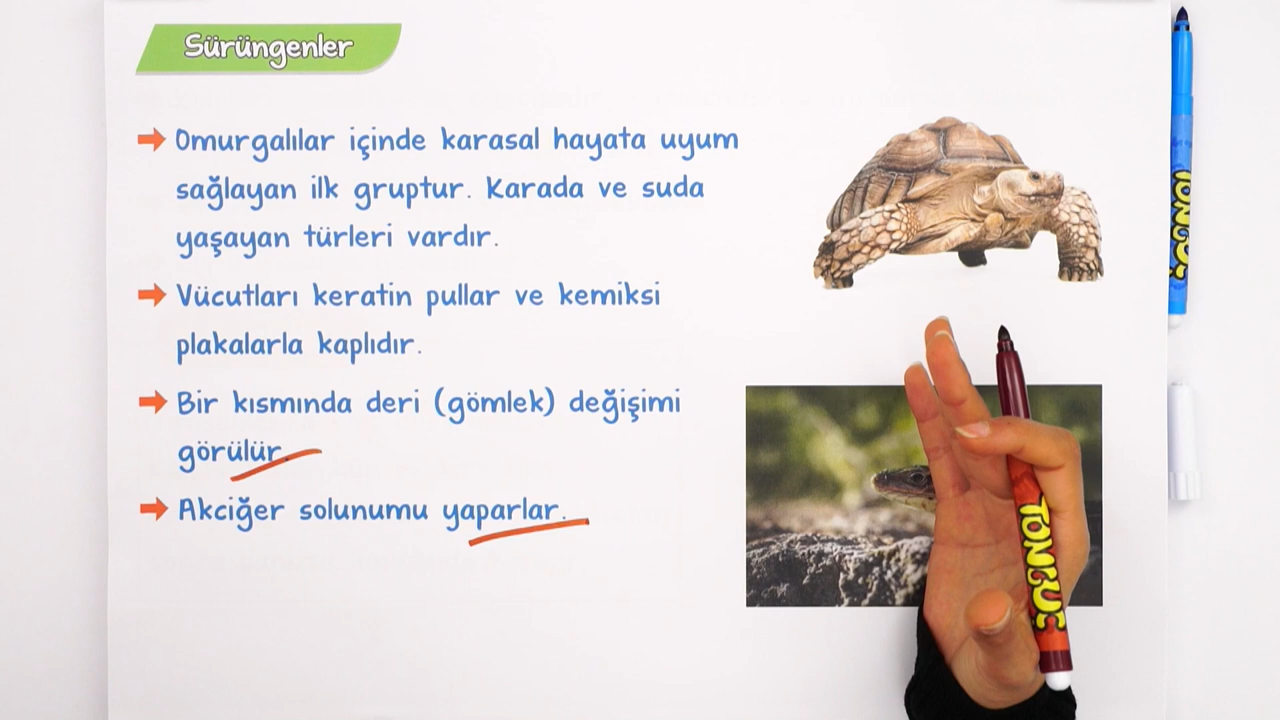 Sürüngenler
Omurgalılar içinde karasal hayata uyum
sağlayan ilk gruptur. Karada ve suda
yaşayan türleri vardır.
Vücutları keratin pullar ve kemiksi
plakalarla kaplıdır.
Bir kısmında deri (gömlek) değişimi
görülür.
Akciğer solunumu yaparlar.
TONGUÇ
TONGUÇ